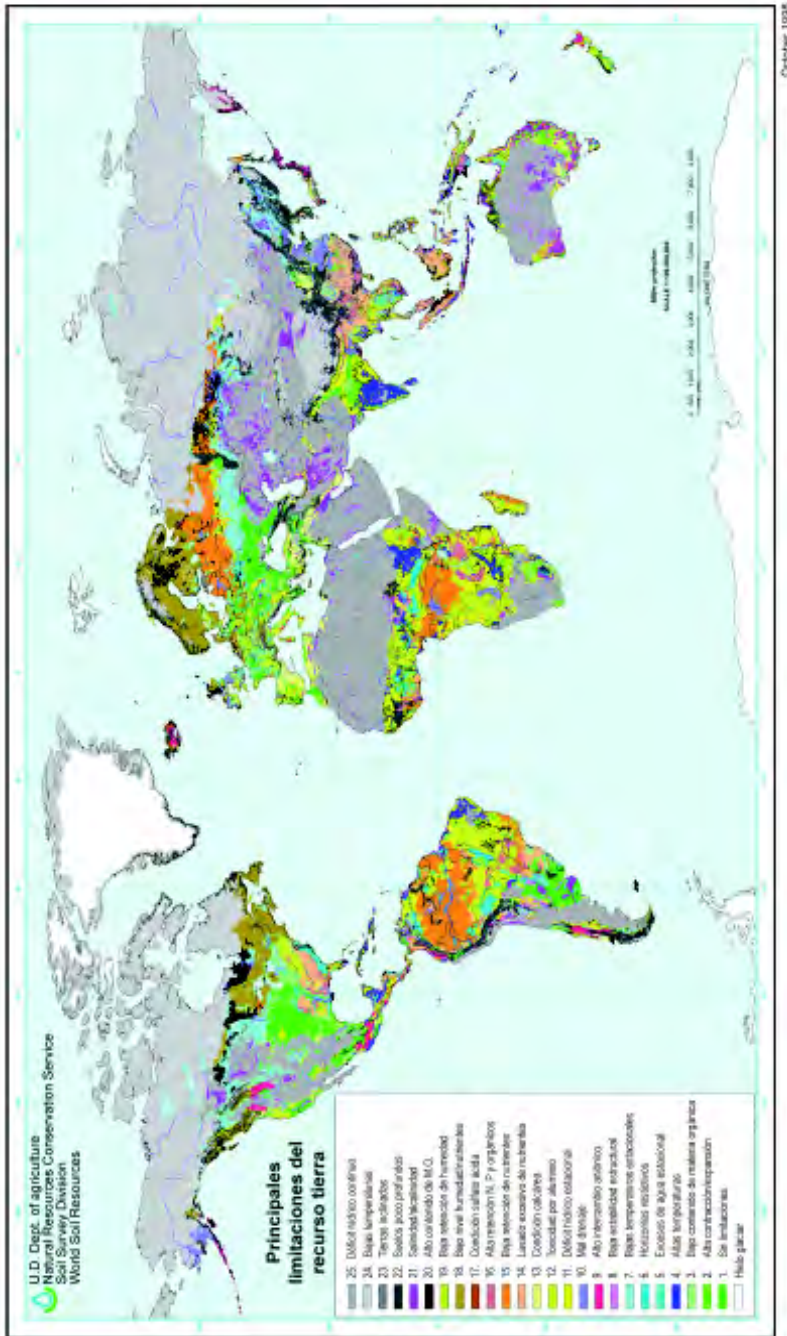 U.D. Dept. of agriculture
Natural Resources Conservation Service
Soil Survey Division
World Soil Resources
Principales
limitaciones del
recurso tierra
25. Déficit hídrico contínuo
24. Bajas temperaturas
23. Tierras inclinadas
22. Suelos poco profundos
21. Salinidad/alcalinidad
20. Alto contenido de M.O.
19. Baja retención de humedad
18. Bajo nivel humedad/nutrientes
17. Condición sulfato ácida
16. Alta retención N, P y orgánicos
15. Baja retención de nutrientes
14. Lavado excesivo de nutrientes
13. Condición calcárea
12. Toxicidad por aluminio
11. Déficit hídrico estacional
10. Mal drenaje
9. Alto intercambio aniónico
8. Baja estabilidad estructural
7. Bajas temperaturas estacionales
6. Horizontes
5. Excesos de agua estacional
4. Altas temperaturas
3. Bajo contenido de materia orgánica
2. Alta contracción/expansión
1. Sin limitaciones
Hielo glaciar
Miller projection
October 1998